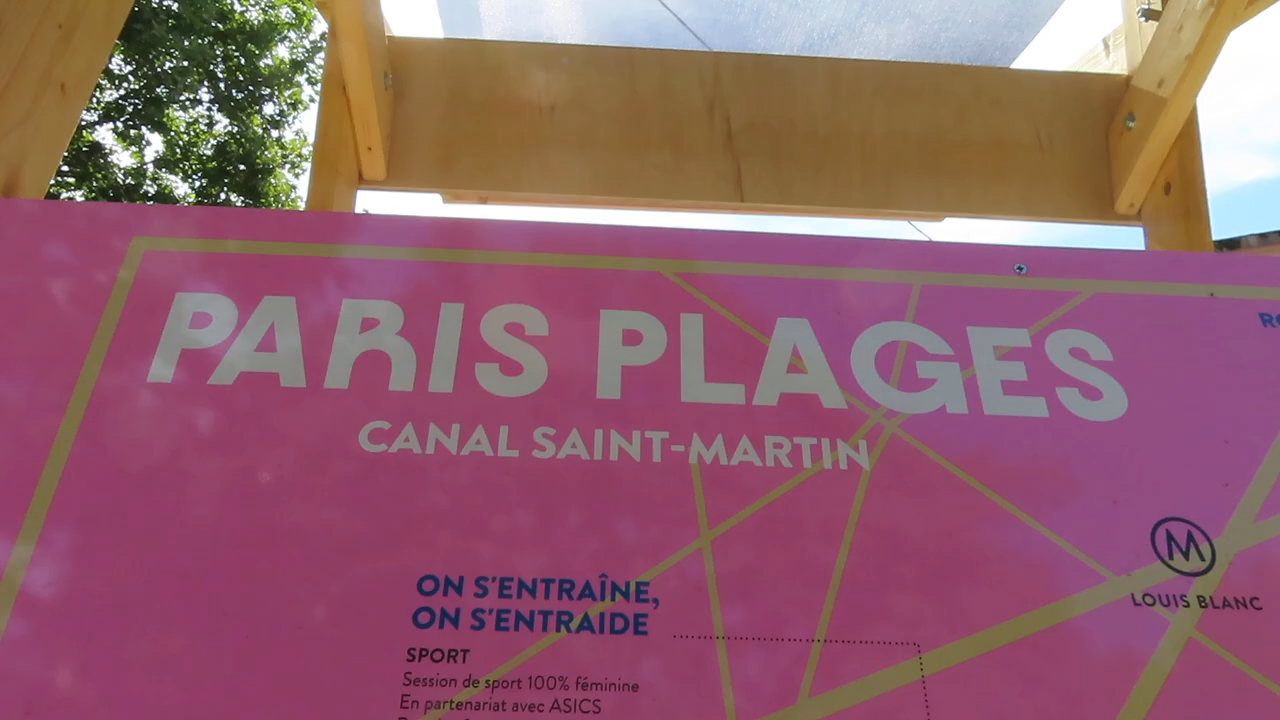 PARIS PLAGES
CANAL SAINT-MARTIN
M
LOUIS BLANC
ON S'ENTRAÎNE,
ON S'ENTRAIDE
SPORT
Session de sport 100% féminine
En partenariat avec ASICS